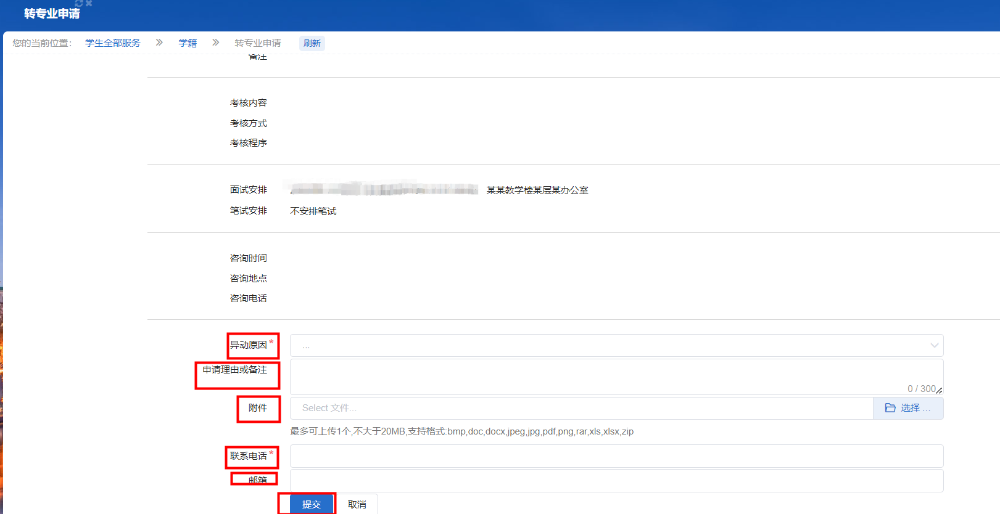 转专业申请
您的当前位置： 学生全部服务 » 学籍 » 转专业申请 刷新
备注
考核内容
考核方式
考核程序
面试安排 某某教学楼某层某办公室
笔试安排 不安排笔试
咨询时间
咨询地点
咨询电话
异动原因* ...
申请理由或备注
0 / 300
附件 Select 文件... 选择 ...
最多可上传1个,不大于20MB,支持格式:bmp,doc,docx,jpeg,jpg,pdf,png,rar,xls,xlsx,zip
联系电话*
邮箱
提交 取消